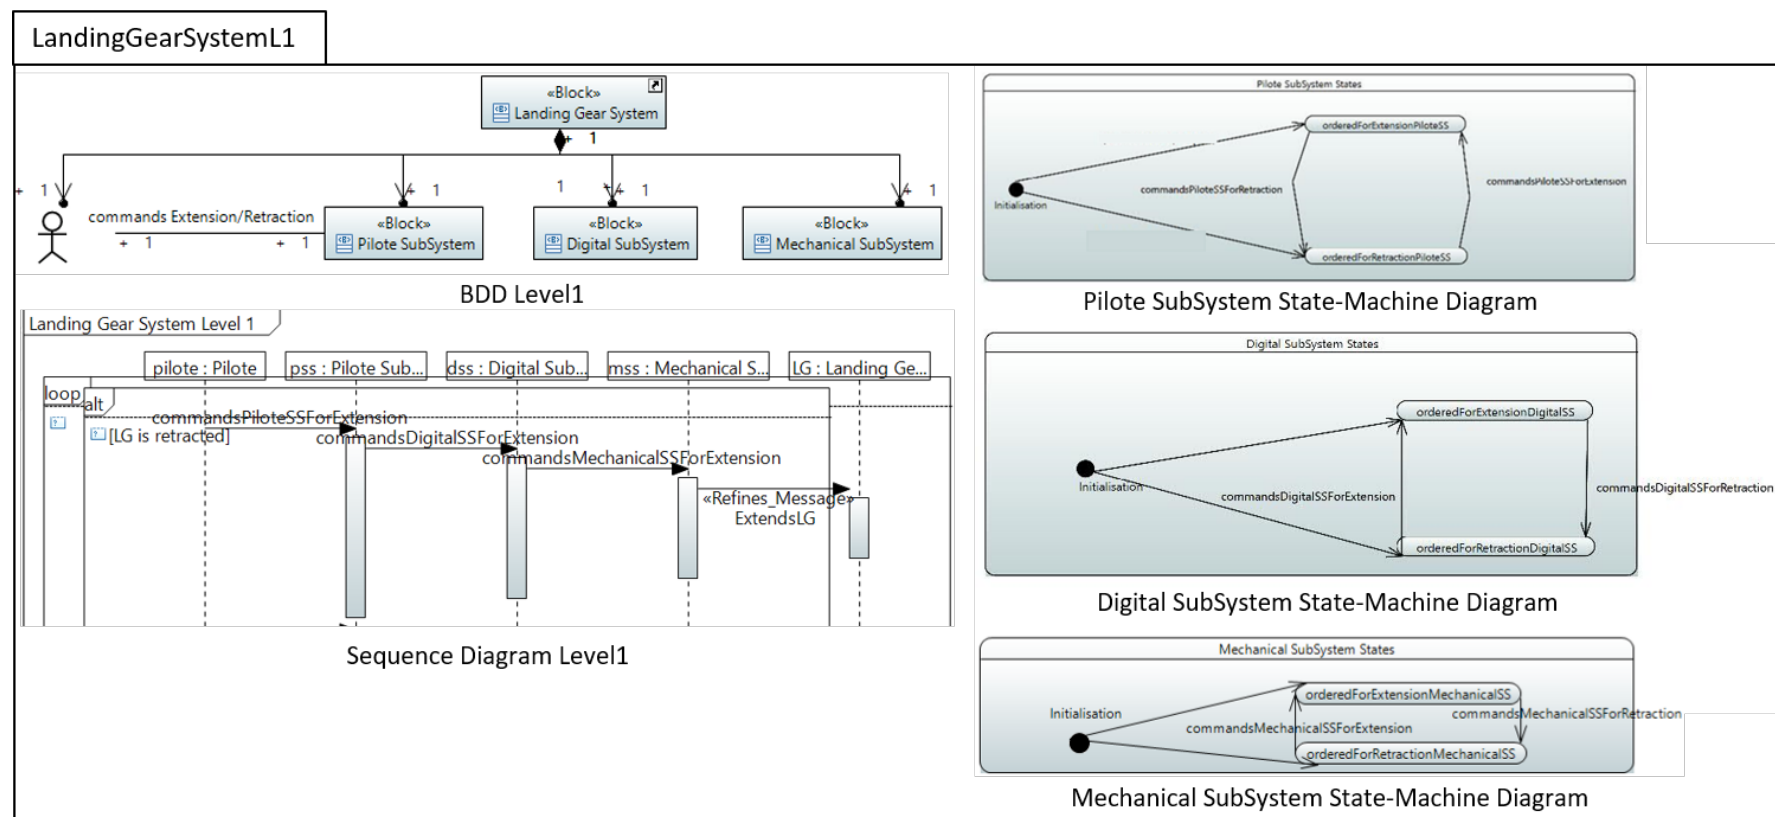 LandingGearSystemL1
«Block»
Landing Gear System
+ 1
+ 1
+ 1
1 + 1
+ 1
commands Extension/Retraction
+ 1 + 1
«Block»
Pilote SubSystem
«Block»
Digital SubSystem
«Block»
Mechanical SubSystem
BDD Level1
Landing Gear System Level 1
pilote : Pilote
pss : Pilote Sub...
dss : Digital Sub...
mss : Mechanical S...
LG : Landing Ge...
loop
alt
commandsPiloteSSForExtension
[LG is retracted]
commandsDigitalSSForExtension
commandsMechanicalSSForExtension
«Refines_Message»
ExtendsLG
Sequence Diagram Level1
Pilote SubSystem States
orderedForExtensionPiloteSS
commandsPiloteSSForRetraction
commandsPiloteSSForExtension
Initialisation
orderedForRetractionPiloteSS
Pilote SubSystem State-Machine Diagram
Digital SubSystem States
orderedForExtensionDigitalSS
Initialisation
commandsDigitalSSForExtension
commandsDigitalSSForRetraction
orderedForRetractionDigitalSS
Digital SubSystem State-Machine Diagram
Mechanical SubSystem States
orderedForExtensionMechanicalSS
Initialisation
commandsMechanicalSSForRetraction
commandsMechanicalSSForExtension
orderedForRetractionMechanicalSS
Mechanical SubSystem State-Machine Diagram